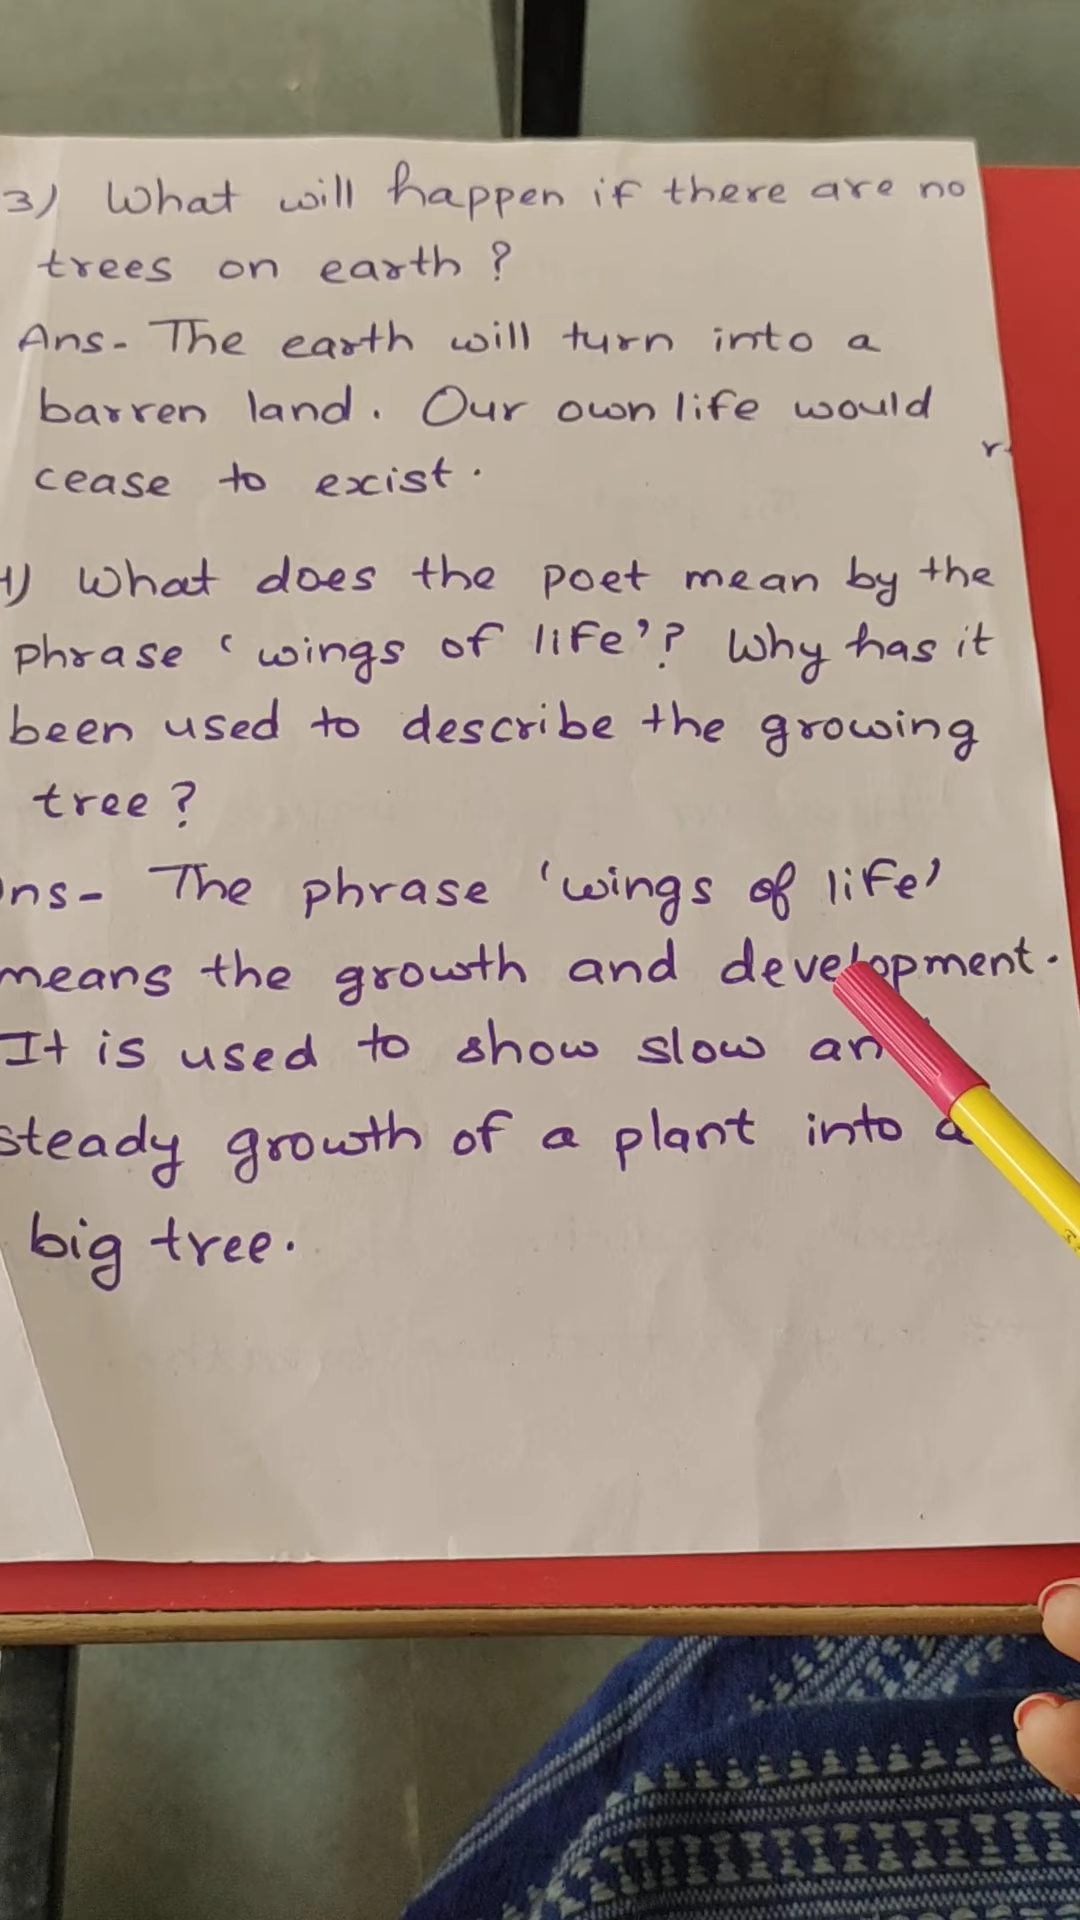 3) What will happen if there are no
trees on earth ?
Ans- The earth will turn into a
barren land. Our own life would
cease to exist.
What does the poet mean by the
phrase 'wings of life'? Why has it
been used to describe the growing
tree ?
ns- The phrase 'wings of life'
means the growth and development.
It is used to show slow an
steady growth of a plant into a
big tree.